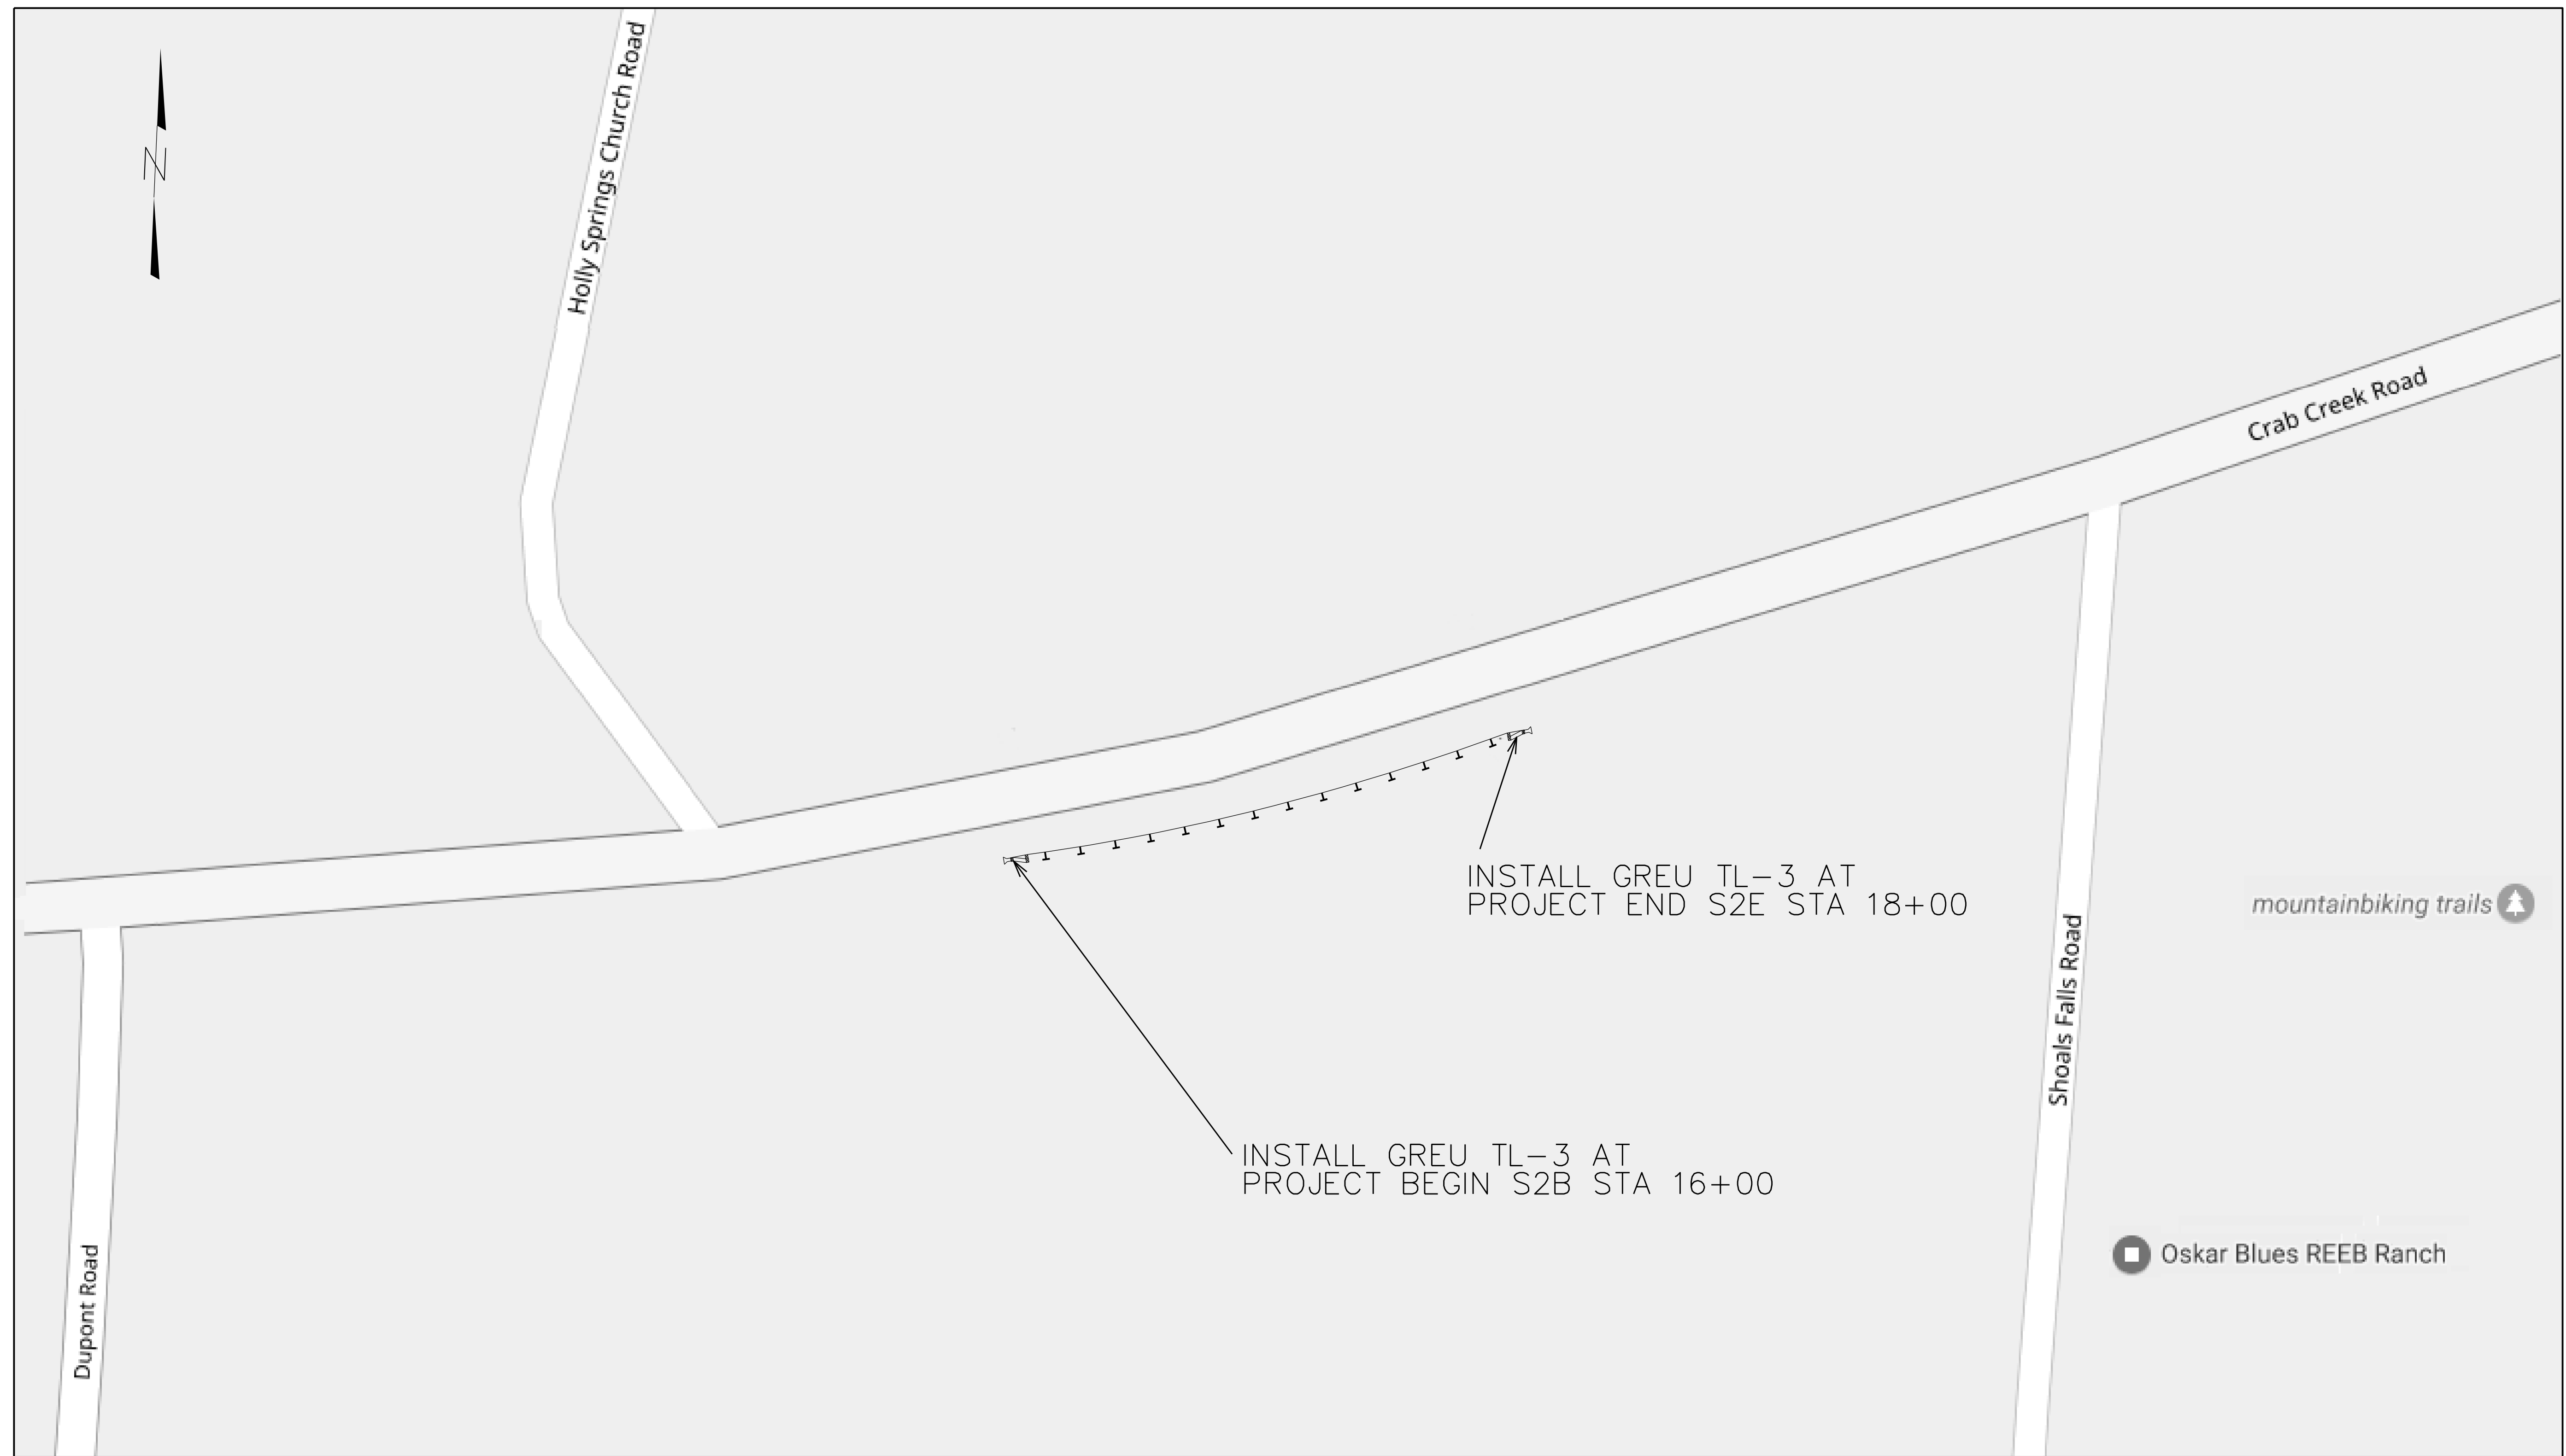 Holly Springs Church Road
N
Crab Creek Road
INSTALL GREU TL-3 AT
PROJECT END S2E STA 18+00
mountainbiking trails
Shoals Falls Road
INSTALL GREU TL-3 AT
PROJECT BEGIN S2B STA 16+00
Oskar Blues REEB Ranch
Dupont Road